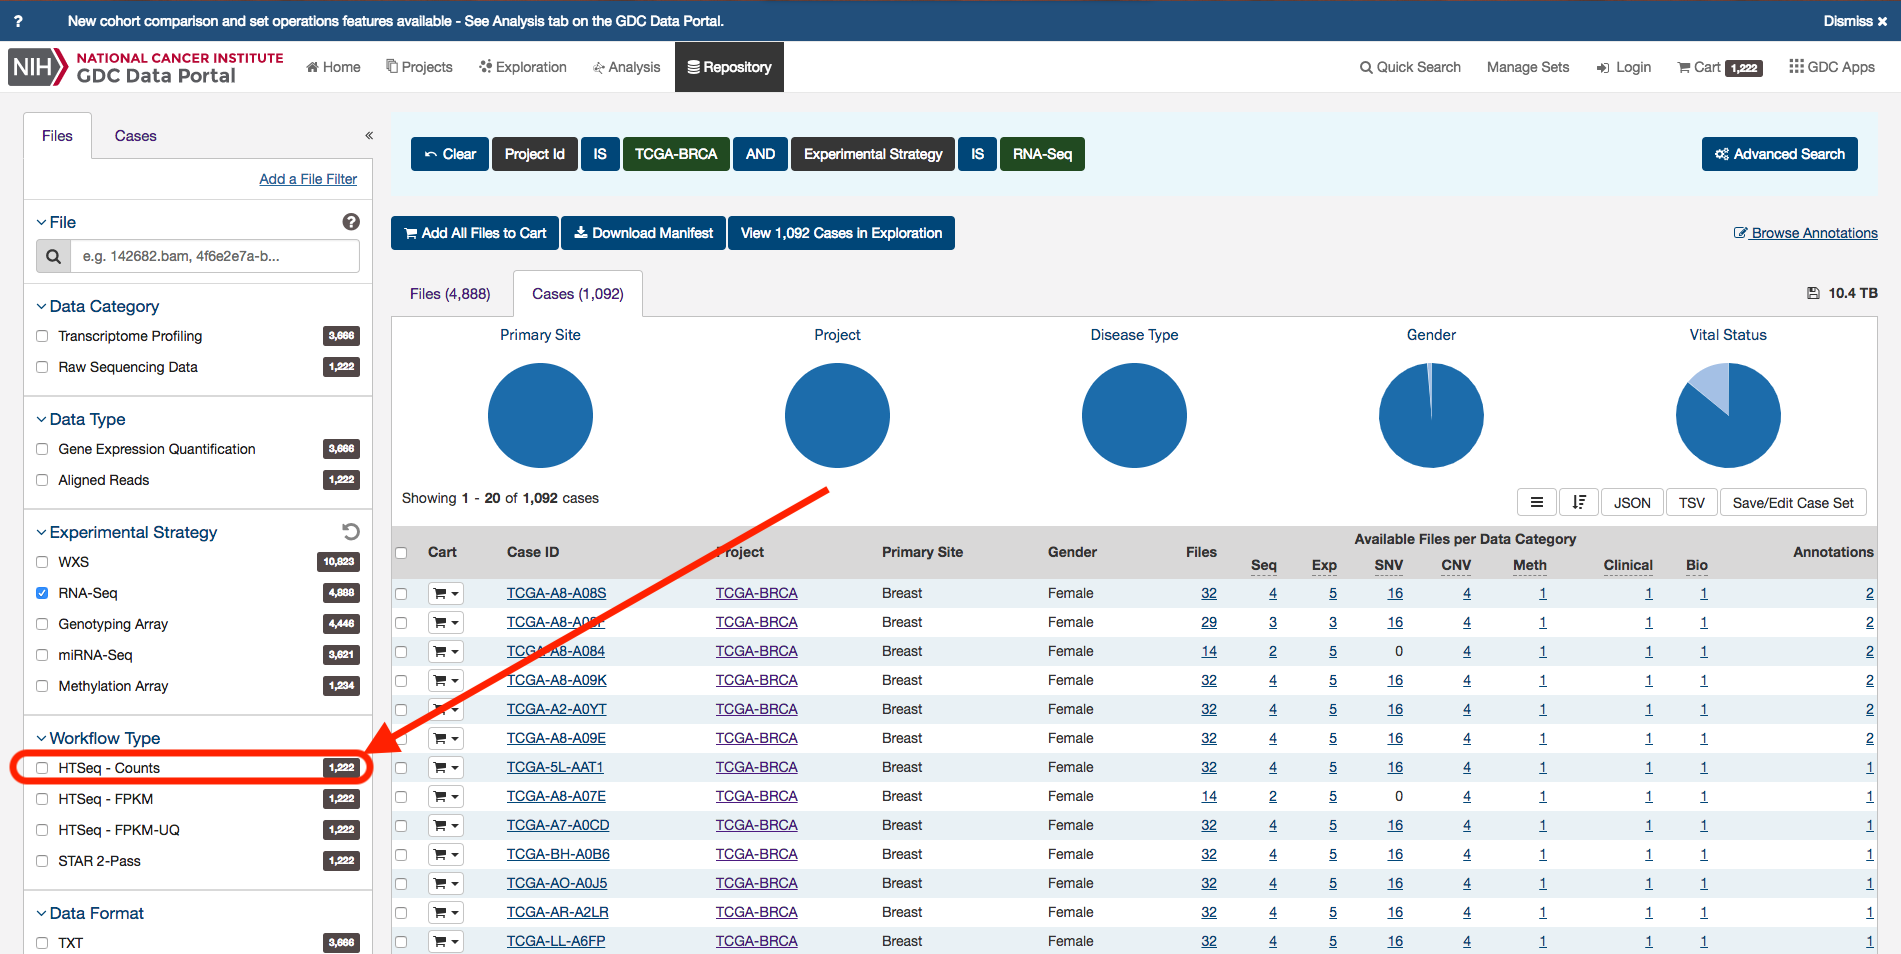 ? New cohort comparison and set operations features available - See Analysis tab on the GDC Data Portal. Dismiss ×
NIH NATIONAL CANCER INSTITUTE
GDC Data Portal
Home Projects Exploration Analysis Repository Quick Search Manage Sets Login Cart 1,222 GDC Apps
Files Cases «
Add a File Filter
File ?
e.g. 142682.bam, 4f6e2e7a-b...
Data Category
Transcriptome Profiling 3,666
Raw Sequencing Data 1,222
Data Type
Gene Expression Quantification 3,666
Aligned Reads 1,222
Experimental Strategy
WXS 10,823
RNA-Seq 4,888
Genotyping Array 4,446
miRNA-Seq 3,621
Methylation Array 1,234
Workflow Type
HTSeq - Counts 1,222
HTSeq - FPKM 1,222
HTSeq - FPKM-UQ 1,222
STAR 2-Pass 1,222
Data Format
TXT 3,666
Clear Project Id IS TCGA-BRCA AND Experimental Strategy IS RNA-Seq Advanced Search
Add All Files to Cart Download Manifest View 1,092 Cases in Exploration Browse Annotations
Files (4,888) Cases (1,092) 10.4 TB
Primary Site Project Disease Type Gender Vital Status
Showing 1 - 20 of 1,092 cases JSON TSV Save/Edit Case Set
Cart Case ID Project Primary Site Gender Files Available Files per Data Category Annotations
Seq Exp SNV CNV Meth Clinical Bio
TCGA-A8-A08S TCGA-BRCA Breast Female 32 4 5 16 4 1 1 1 2
TCGA-BRCA Breast Female 29 3 3 16 4 1 1 1 2
TCGA-A8-A084 TCGA-BRCA Breast Female 14 2 5 0 4 1 1 1 2
TCGA-A8-A09K TCGA-BRCA Breast Female 32 4 5 16 4 1 1 1 2
TCGA-A2-A0YT TCGA-BRCA Breast Female 32 4 5 16 4 1 1 1 2
TCGA-A8-A09E TCGA-BRCA Breast Female 32 4 5 16 4 1 1 1 2
TCGA-5L-AAT1 TCGA-BRCA Breast Female 32 4 5 16 4 1 1 1 1
TCGA-A8-A07E TCGA-BRCA Breast Female 14 2 5 0 4 1 1 1 1
TCGA-A7-A0CD TCGA-BRCA Breast Female 32 4 5 16 4 1 1 1 1
TCGA-BH-A0B6 TCGA-BRCA Breast Female 32 4 5 16 4 1 1 1 1
TCGA-AO-A0J5 TCGA-BRCA Breast Female 32 4 5 16 4 1 1 1 1
TCGA-AR-A2LR TCGA-BRCA Breast Female 32 4 5 16 4 1 1 1 1
TCGA-LL-A6FP TCGA-BRCA Breast Female 32 4 5 16 4 1 1 1 1